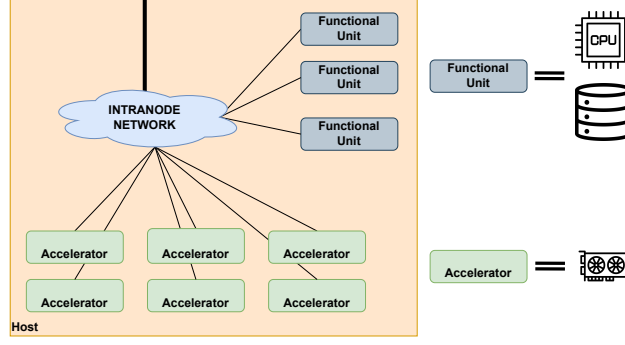 Functional
Unit
Functional
Unit
Functional
Unit
INTRANODE
NETWORK
Accelerator
Accelerator
Accelerator
Accelerator
Accelerator
Accelerator
Host
Functional
Unit
CPU
Accelerator